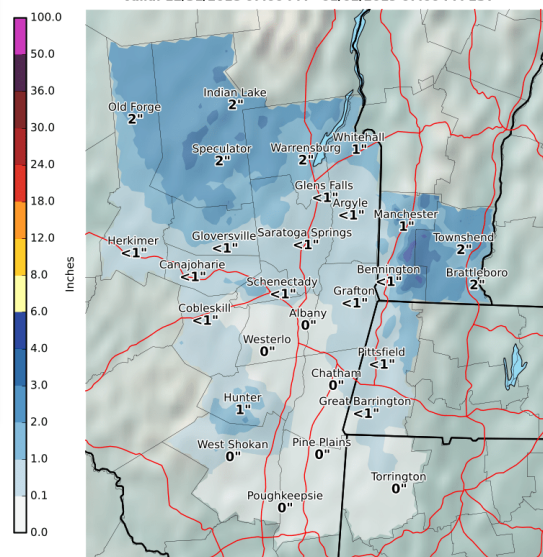 100.0
48.0
36.0
30.0
24.0
18.0
12.0
8.0
6.0
4.0
3.0
2.0
1.0
0.1
0.0
Inches
Old Forge
2"
Indian Lake
2"
Speculator
2"
Warrensburg
2"
Whitehall
1"
Glens Falls
<1"
Argyle
<1"
Manchester
1"
Townshend
2"
Brattleboro
2"
Bennington
<1"
Herkimer
<1"
Gloversville
<1"
Saratoga Springs
<1"
Canajoharie
<1"
Schenectady
<1"
Grafton
<1"
Cobleskill
<1"
Albany
0"
Westerlo
0"
Pittsfield
<1"
Chatham
0"
Great Barrington
<1"
Hunter
1"
West Shokan
0"
Pine Plains
0"
Torrington
0"
Poughkeepsie
0"